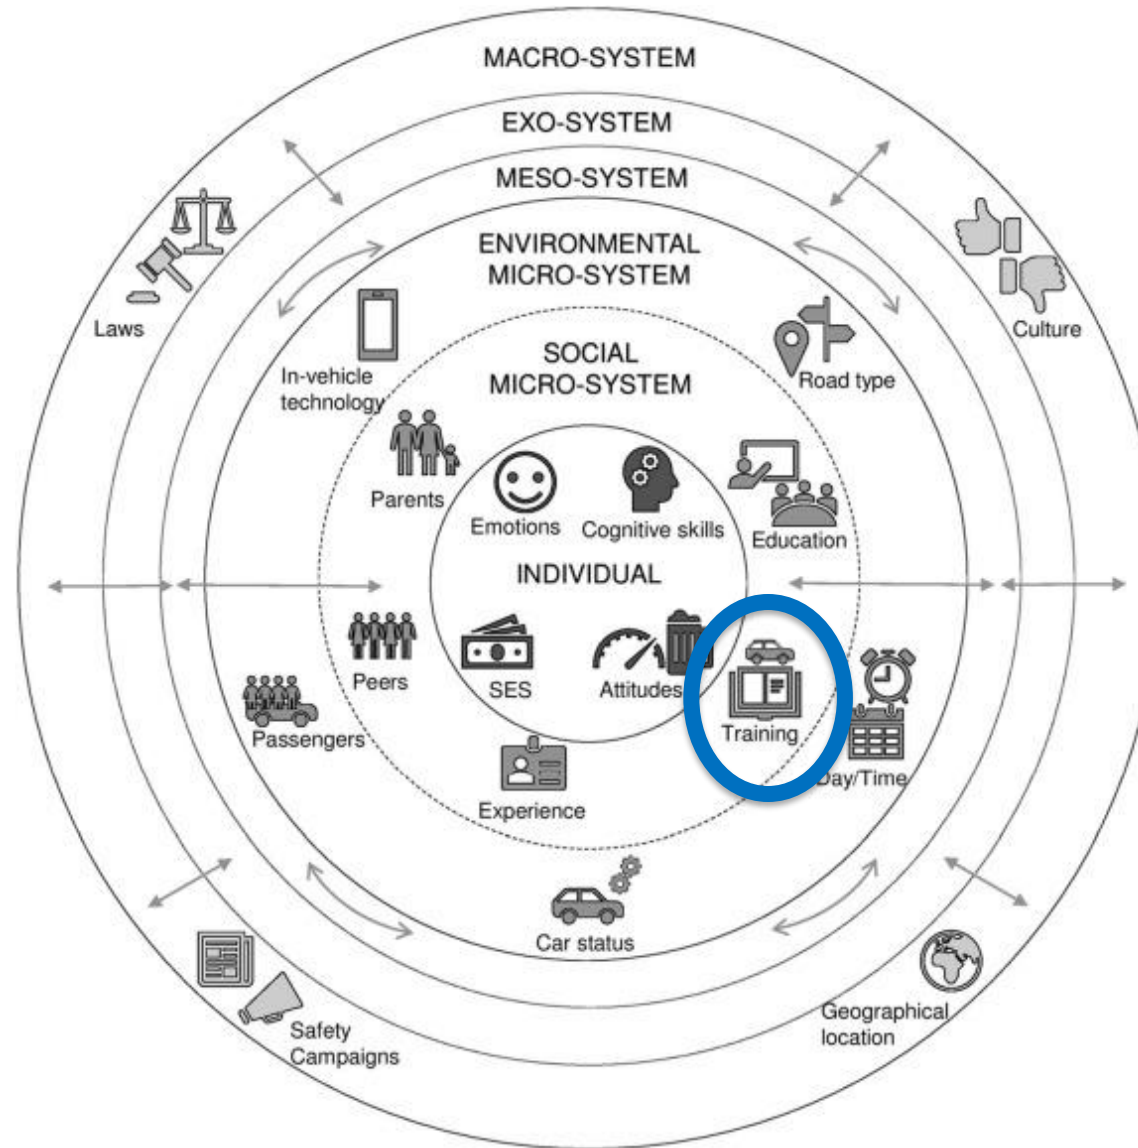 MACRO-SYSTEM
EXO-SYSTEM
MESO-SYSTEM
ENVIRONMENTAL
MICRO-SYSTEM
Laws
Culture
In-vehicle
technology
SOCIAL
MICRO-SYSTEM
Road type
Parents
Emotions
Cognitive skills
Education
INDIVIDUAL
Peers
SES
Attitudes
Training
Passengers
Day/Time
Experience
Car status
Safety
Campaigns
Geographical
location